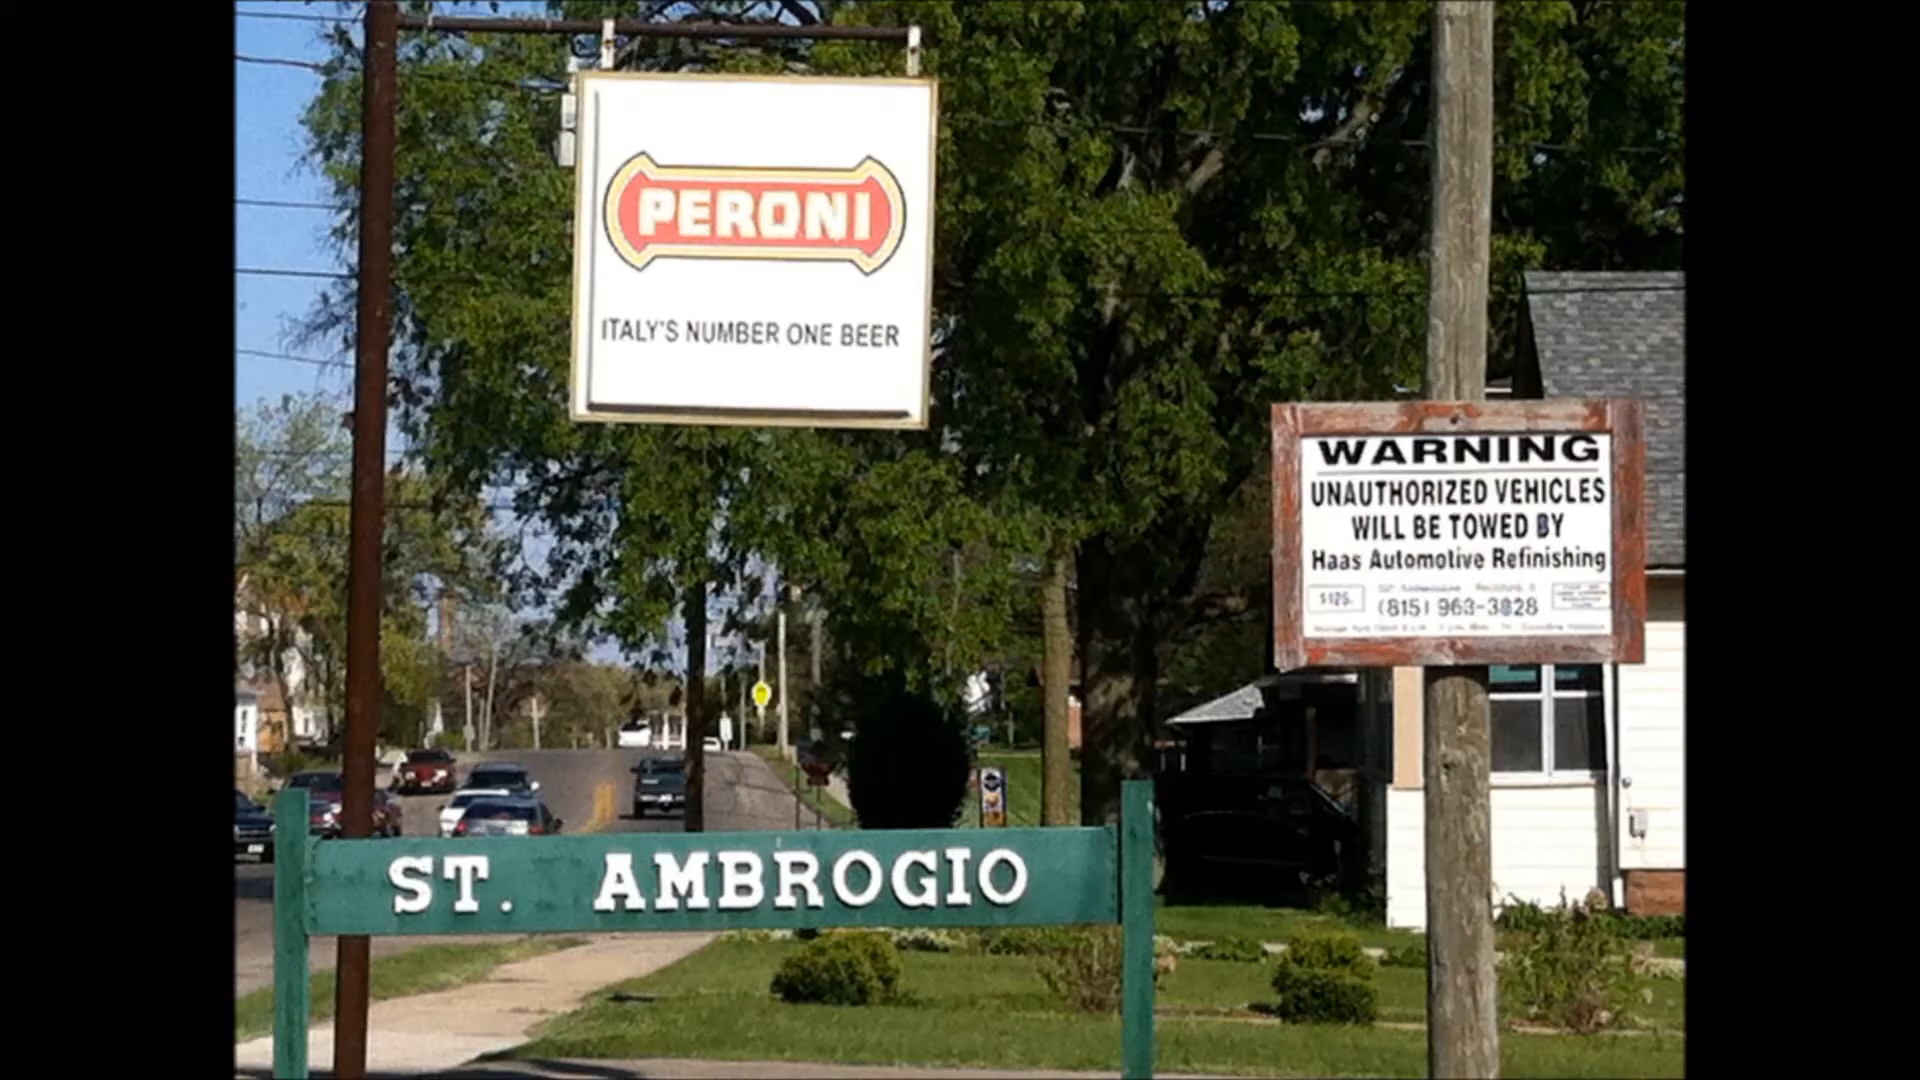 PERONI
ITALY'S NUMBER ONE BEER
WARNING
UNAUTHORIZED VEHICLES
WILL BE TOWED BY
Haas Automotive Refinishing
$125.
(815) 963-3828
ST. AMBROGIO